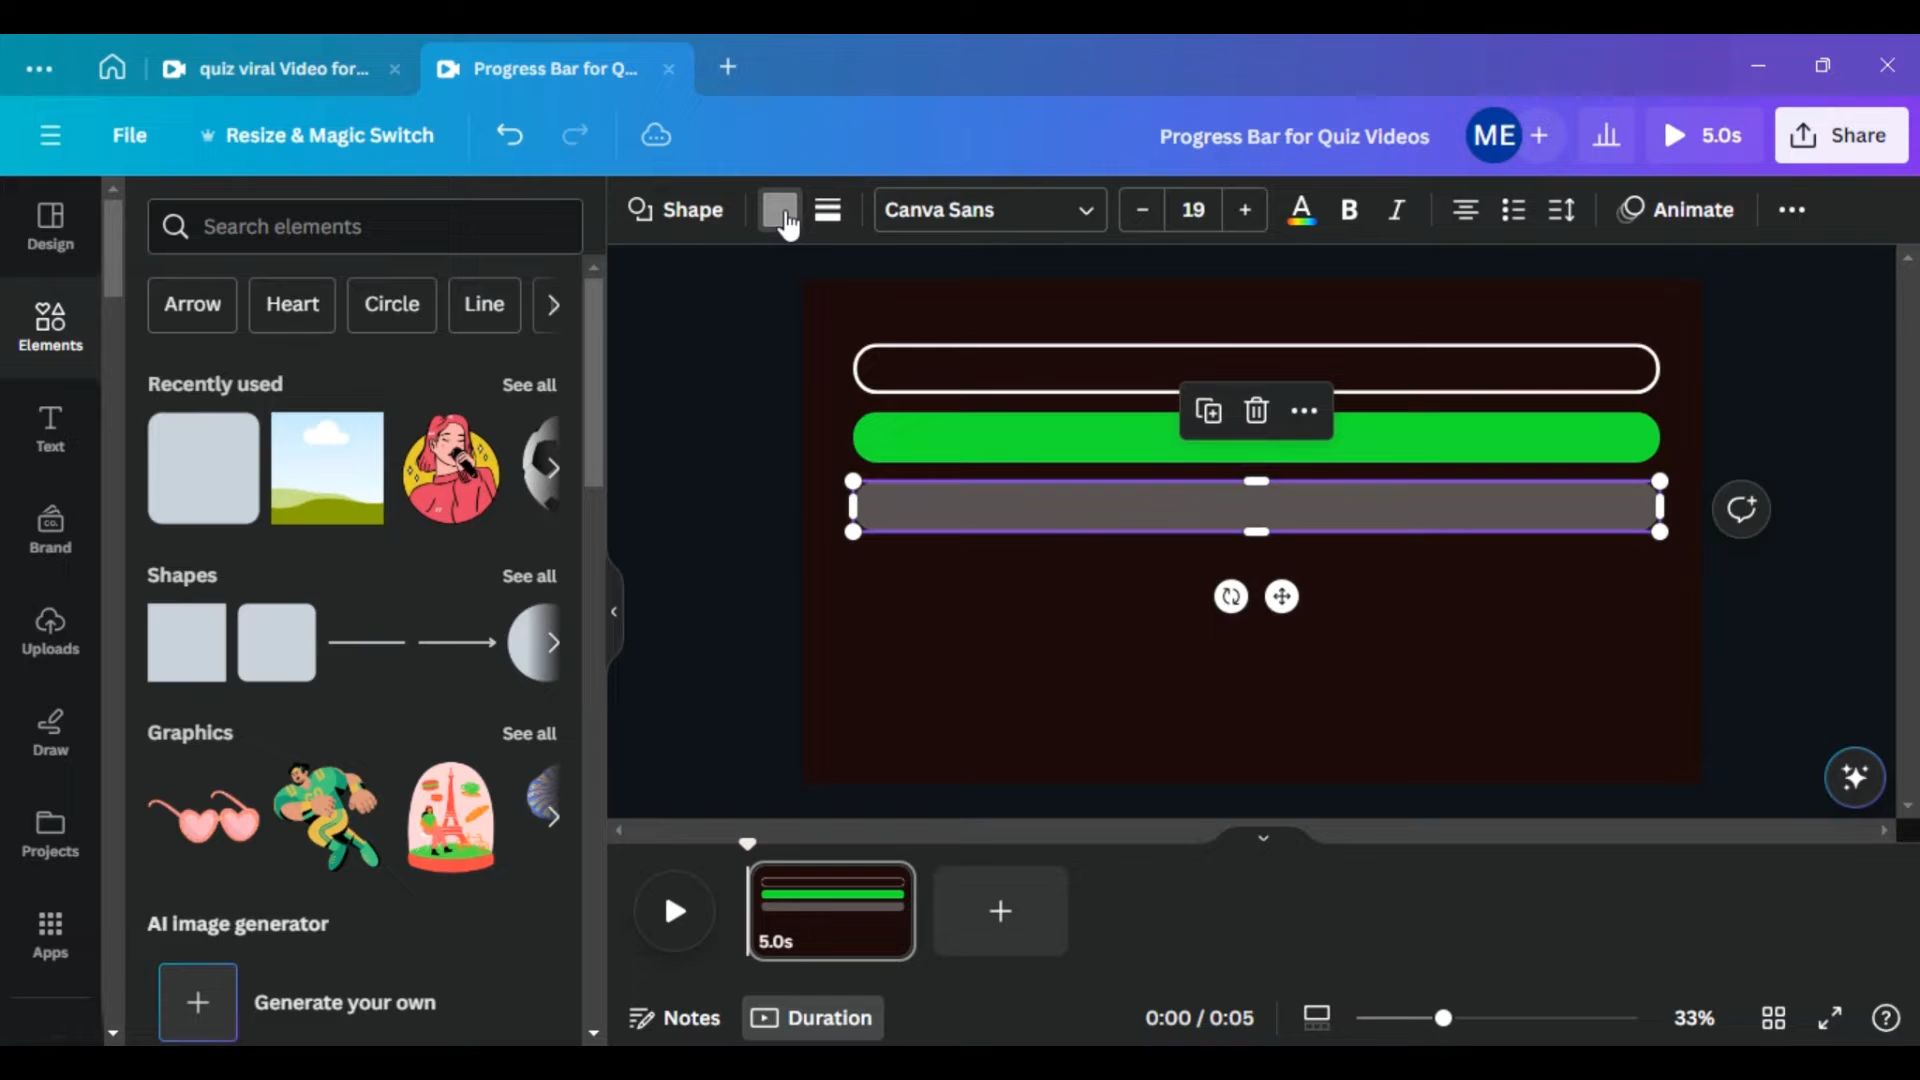 quiz viral Video for...
Progress Bar for Q...
File
Resize & Magic Switch
Progress Bar for Quiz Videos
ME
5.0s
Share
Design
Elements
Text
Brand
CO.
Uploads
Draw
Projects
Apps
Search elements
Arrow
Heart
Circle
Line
Recently used
See all
Shapes
See all
Graphics
See all
AI image generator
Generate your own
Shape
Canva Sans
19
A
B
I
Animate
5.0s
Notes
Duration
0:00 / 0:05
33%